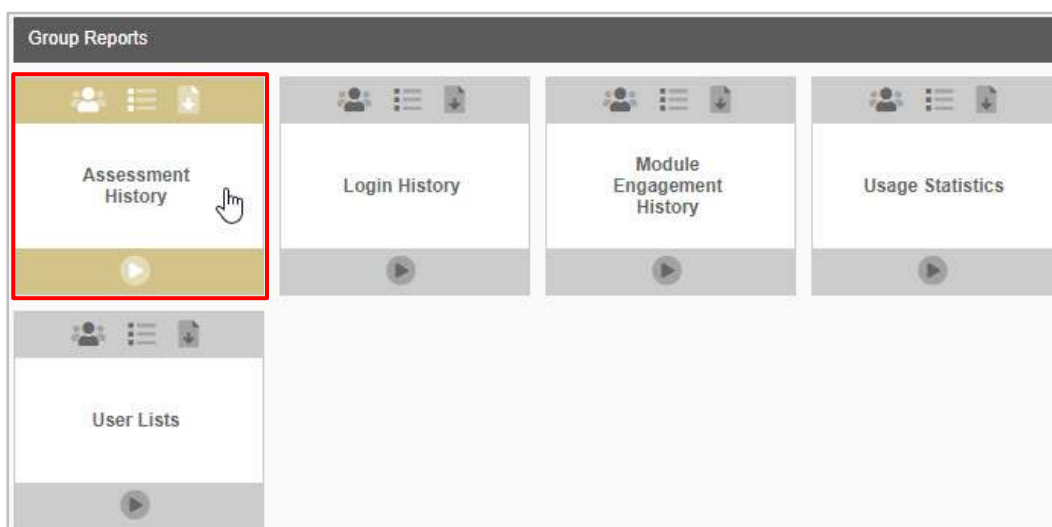 Group Reports
Assessment
History
Login History
Module
Engagement
History
Usage Statistics
User Lists